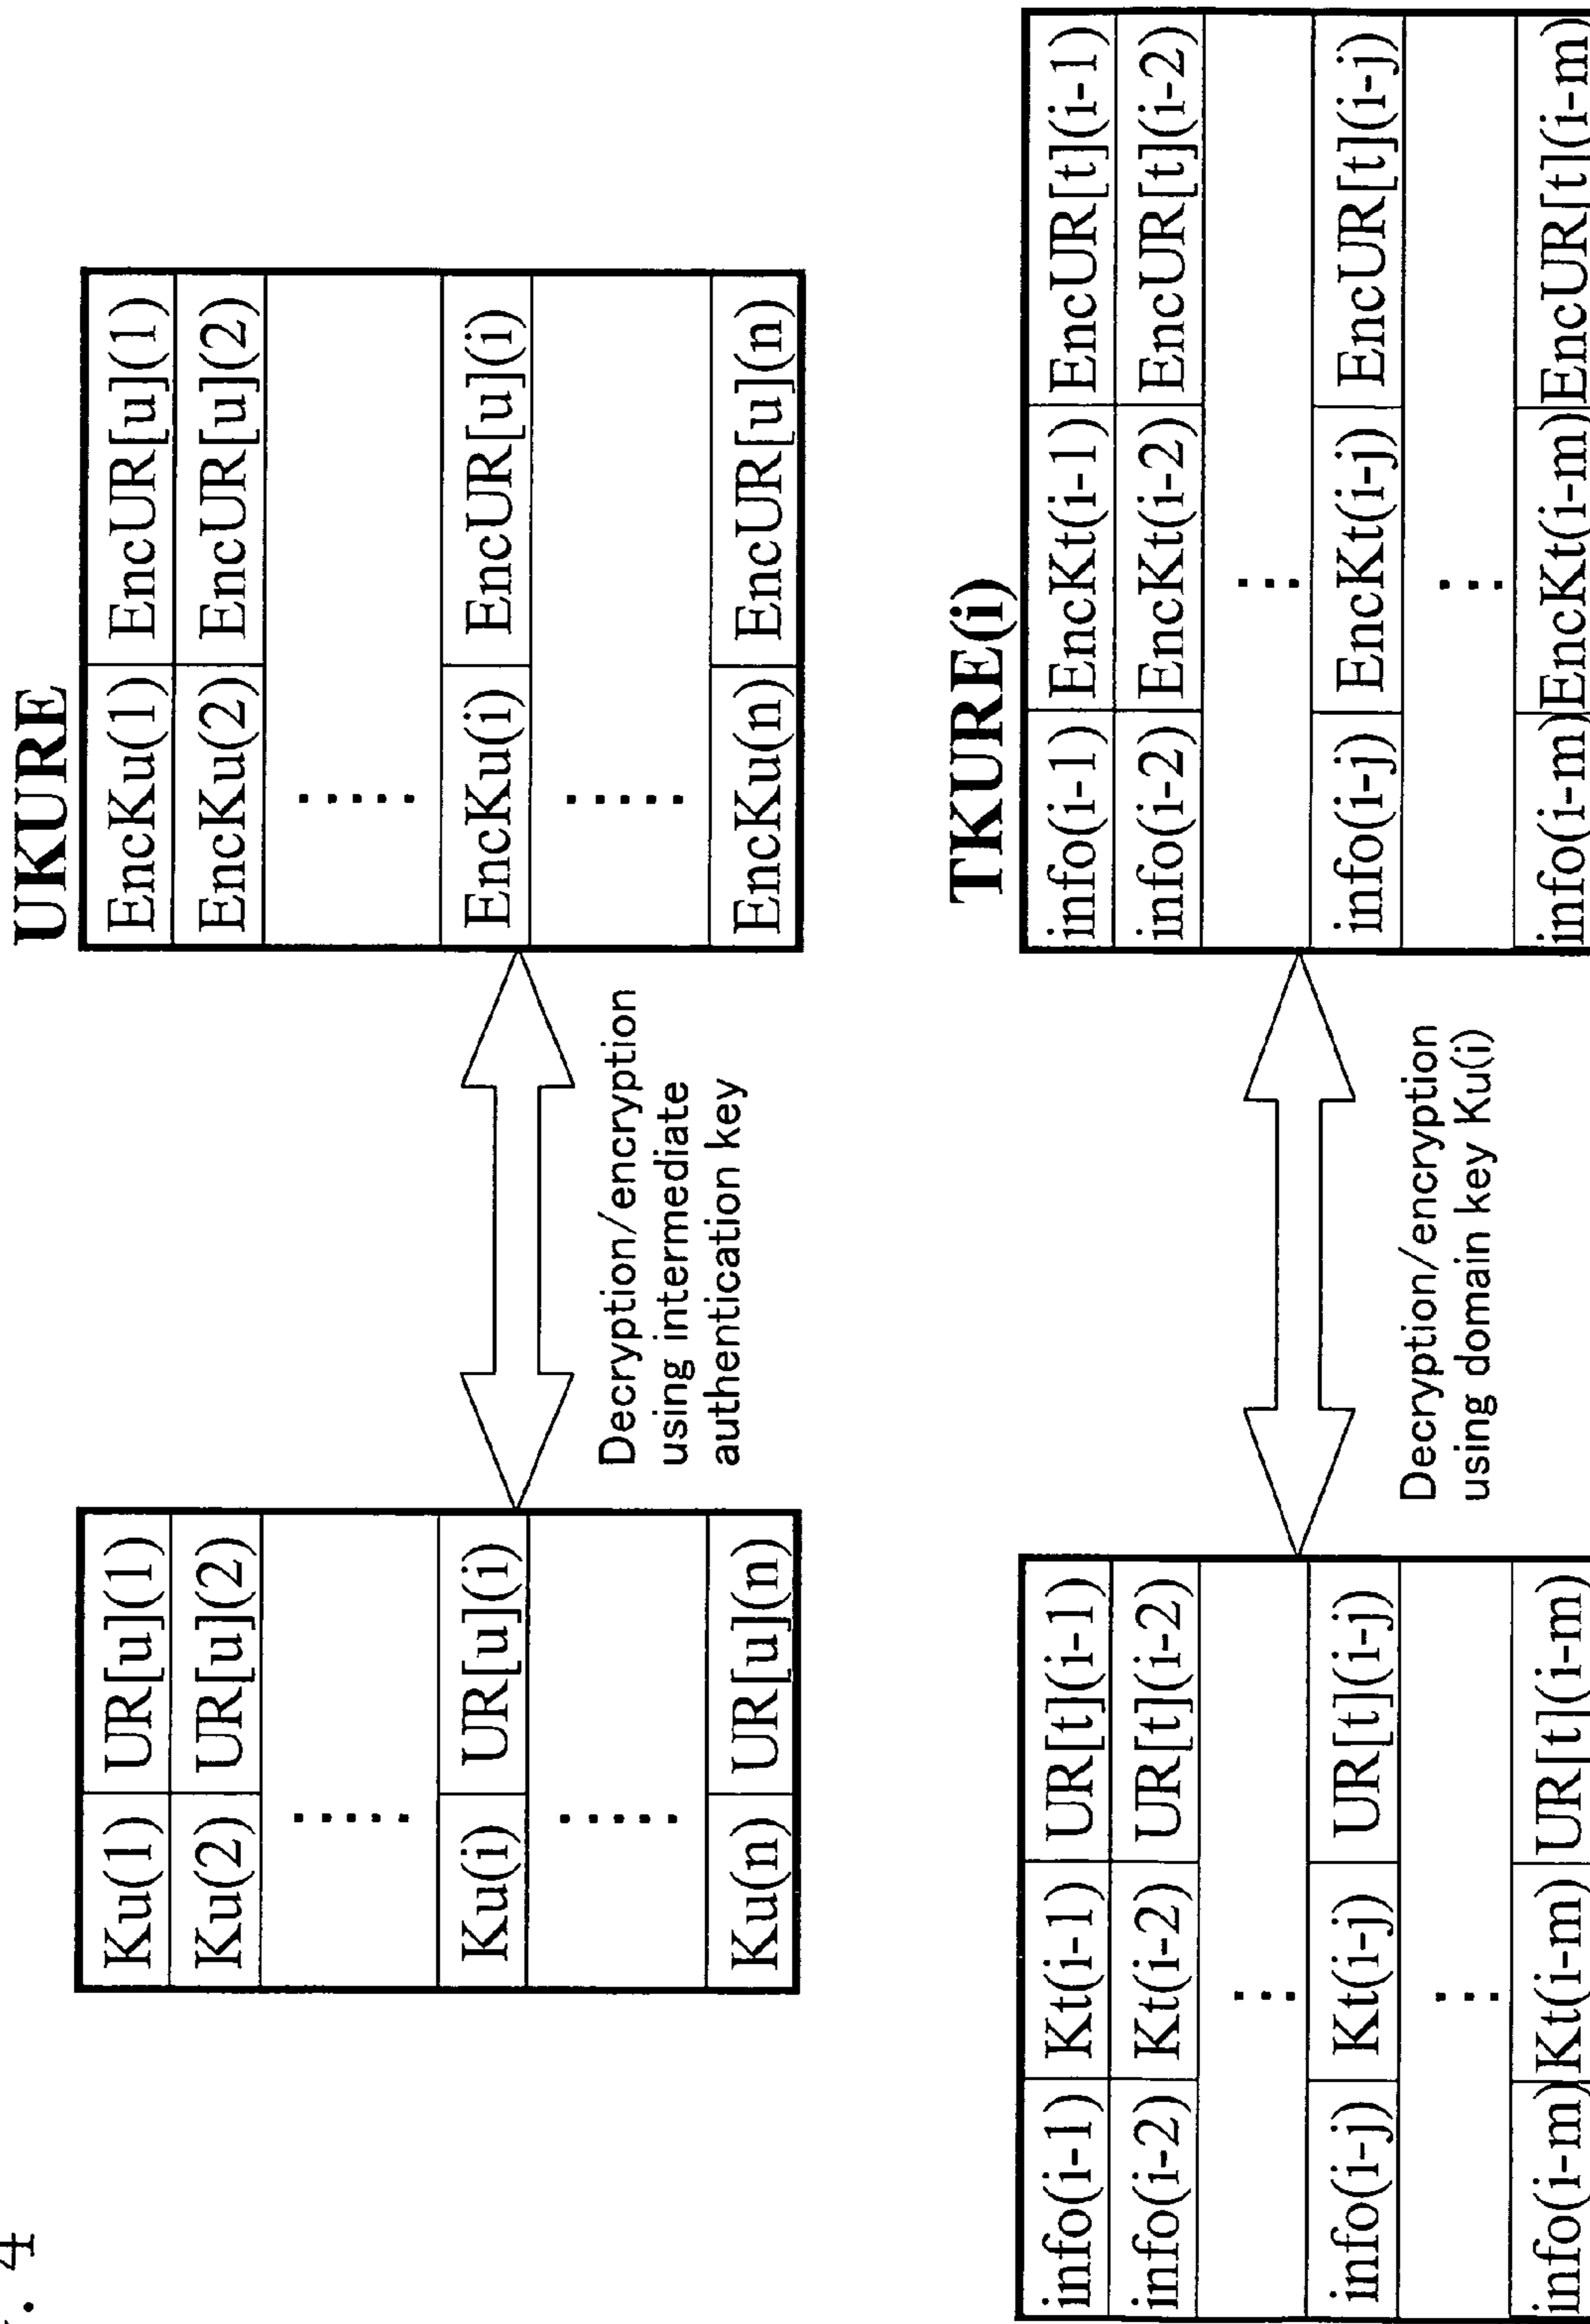 . 4
UKURE
Ku(1) UR[u](1)
Ku(2) UR[u](2)
.....
Ku(i) UR[u](i)
.....
Ku(n) UR[u](n)
Decryption/encryption
using intermediate
authentication key
EncKu(1) EncUR[u](1)
EncKu(2) EncUR[u](2)
.....
EncKu(i) EncUR[u](i)
.....
EncKu(n) EncUR[u](n)
TKURE(i)
info(i-1) Kt(i-1) UR[t](i-1)
info(i-2) Kt(i-2) UR[t](i-2)
...
info(i-j) Kt(i-j) UR[t](i-j)
...
info(i-m) Kt(i-m) UR[t](i-m)
Decryption/encryption
using domain key Ku(i)
info(i-1) EncKt(i-1) EncUR[t](i-1)
info(i-2) EncKt(i-2) EncUR[t](i-2)
...
info(i-j) EncKt(i-j) EncUR[t](i-j)
...
info(i-m) EncKt(i-m) EncUR[t](i-m)